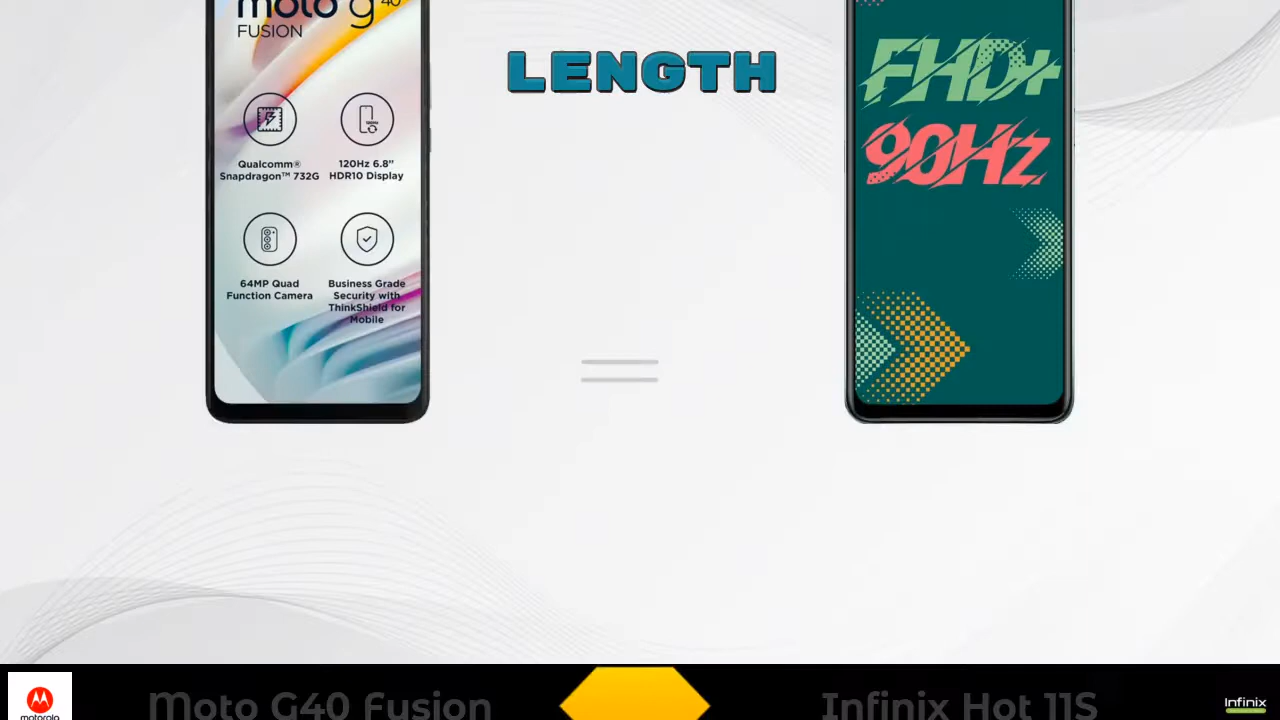 moto g 40
FUSION
LENGTH
FHD+
90Hz
Qualcomm®
Snapdragon™ 732G
120Hz 6.8”
HDR10 Display
64MP Quad
Function Camera
Business Grade
Security with
ThinkShield for
Mobile
motorola
Moto G40 Fusion
Infinix Hot 11S
Infinix